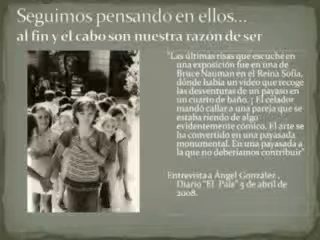 Seguimos pensando en ellos...
al fin y el cabo son nuestra razón de ser
"Las últimas risas que escuché en
una exposición fue en una de
Bruce Nauman en el Reina Sofía,
dónde había un vídeo que recoge
las desventuras de un payaso en
un cuarto de baño. ¡ El celador
mandó callar a una pareja que se
estaba riendo de algo
evidentemente cómico. El arte se
ha convertido en una payasada
monumental. En una payasada a
la que no deberíamos contribuir"
Entrevista a Ángel González ,
Diario "El País" 5 de abril de
2008.